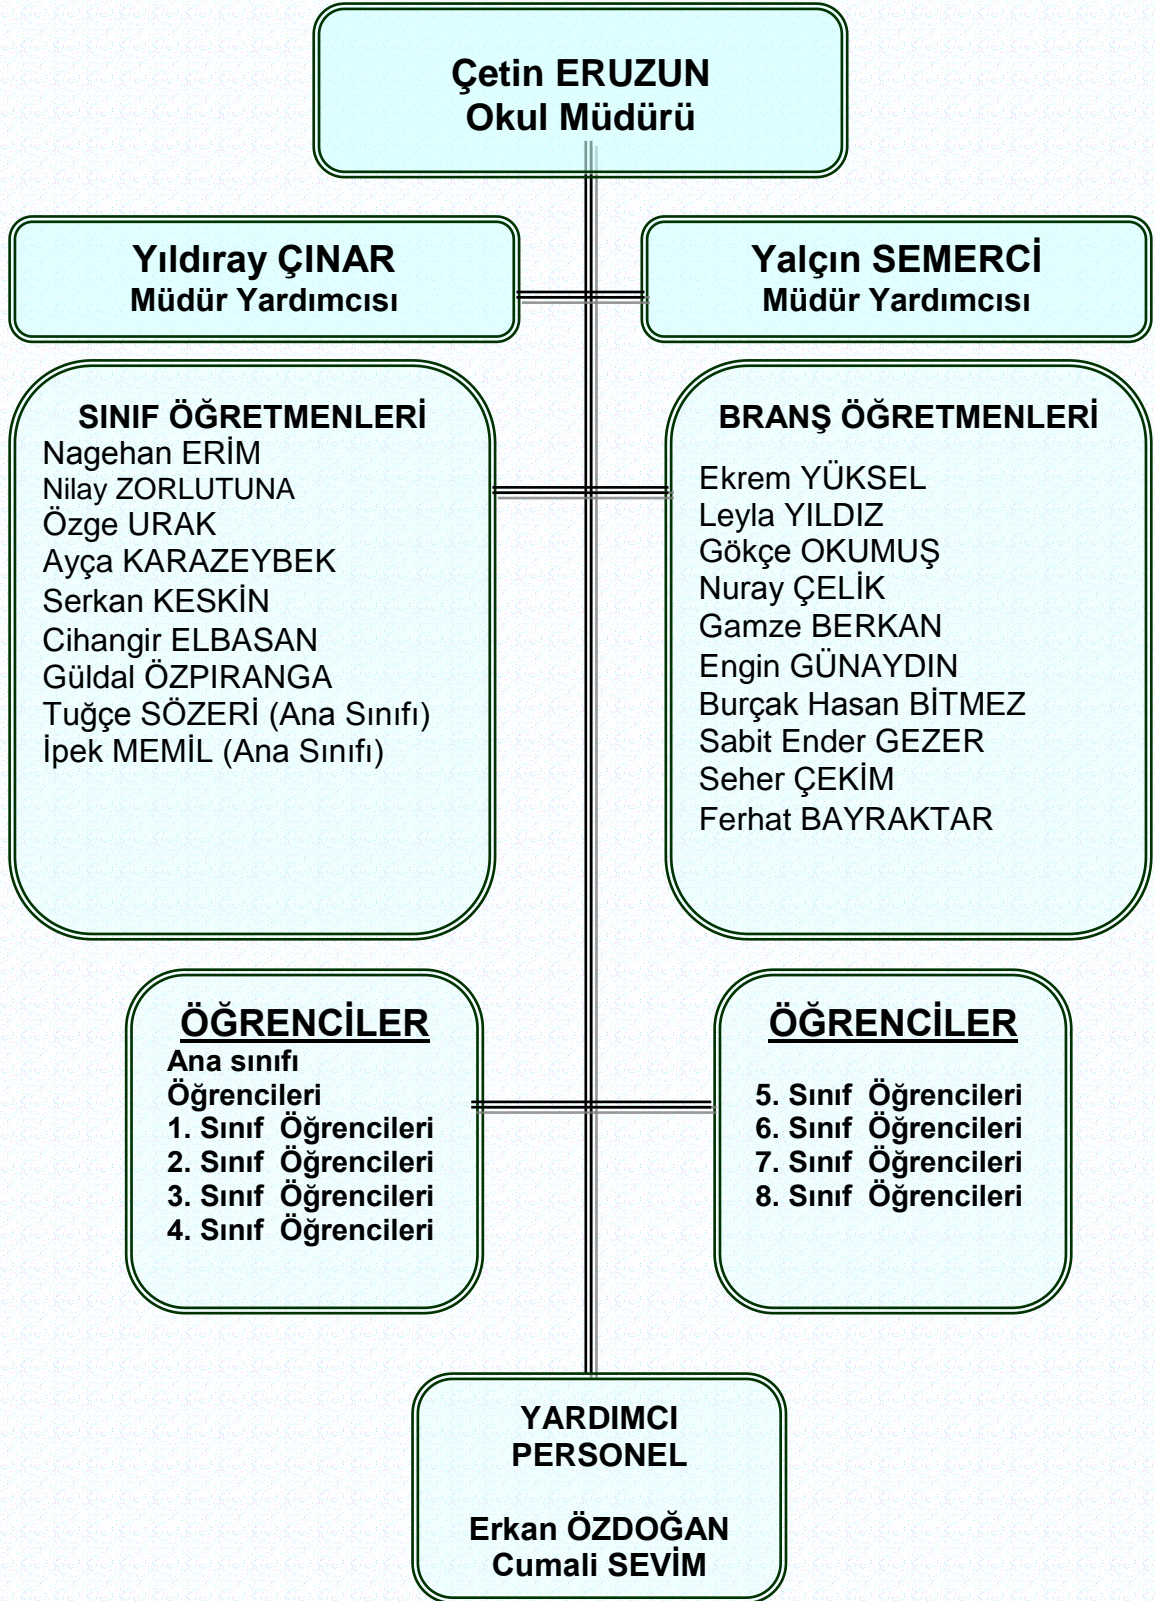 Çetin ERUZUN
Okul Müdürü
Yıldıray ÇINAR
Müdür Yardımcısı
Yalçın SEMERCİ
Müdür Yardımcısı
SINIF ÖĞRETMENLERİ
Nagehan ERİM
Nilay ZORLUTUNA
Özge URAK
Ayça KARAZEYBEK
Serkan KESKİN
Cihangir ELBASAN
Güldal ÖZPIRANGA
Tuğçe SÖZERİ (Ana Sınıfı)
İpek MEMİL (Ana Sınıfı)
BRANŞ ÖĞRETMENLERİ
Ekrem YÜKSEL
Leyla YILDIZ
Gökçe OKUMUŞ
Nuray ÇELİK
Gamze BERKAN
Engin GÜNAYDIN
Burçak Hasan BİTMEZ
Sabit Ender GEZER
Seher ÇEKİM
Ferhat BAYRAKTAR
ÖĞRENCİLER
Ana sınıfı
Öğrencileri
1. Sınıf Öğrencileri
2. Sınıf Öğrencileri
3. Sınıf Öğrencileri
4. Sınıf Öğrencileri
ÖĞRENCİLER
5. Sınıf Öğrencileri
6. Sınıf Öğrencileri
7. Sınıf Öğrencileri
8. Sınıf Öğrencileri
YARDIMCI
PERSONEL
Erkan ÖZDOĞAN
Cumali SEVİM